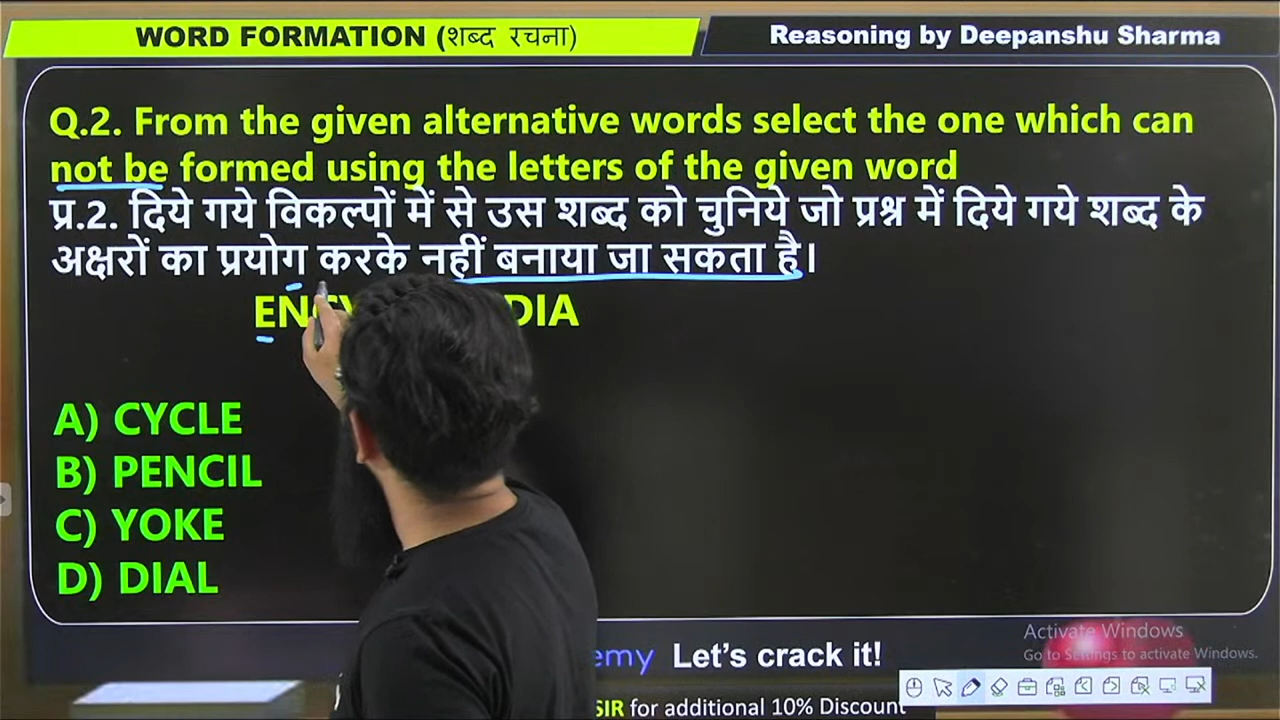 WORD FORMATION (शब्द रचना)
Reasoning by Deepanshu Sharma
Q.2. From the given alternative words select the one which can
not be formed using the letters of the given word
प्र.2. दिये गये विकल्पों में से उस शब्द को चुनिये जो प्रश्न में दिये गये शब्द के
अक्षरों का प्रयोग करके नहीं बनाया जा सकता है।
A) CYCLE
B) PENCIL
C) YOKE
D) DIAL
Activate Windows
Go to Settings to activate Windows.
Let's crack it!
SIR for additional 10% Discount